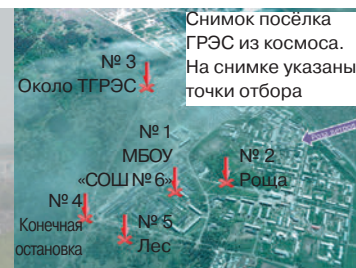 Снимок посёлка
ГРЭС из космоса.
На снимке указаны
точки отбора
№ 3
Около ТГРЭС
№ 1
МБОУ
«СОШ № 6»
№ 2
Роща
№ 4
Конечная
остановка
№ 5
Лес